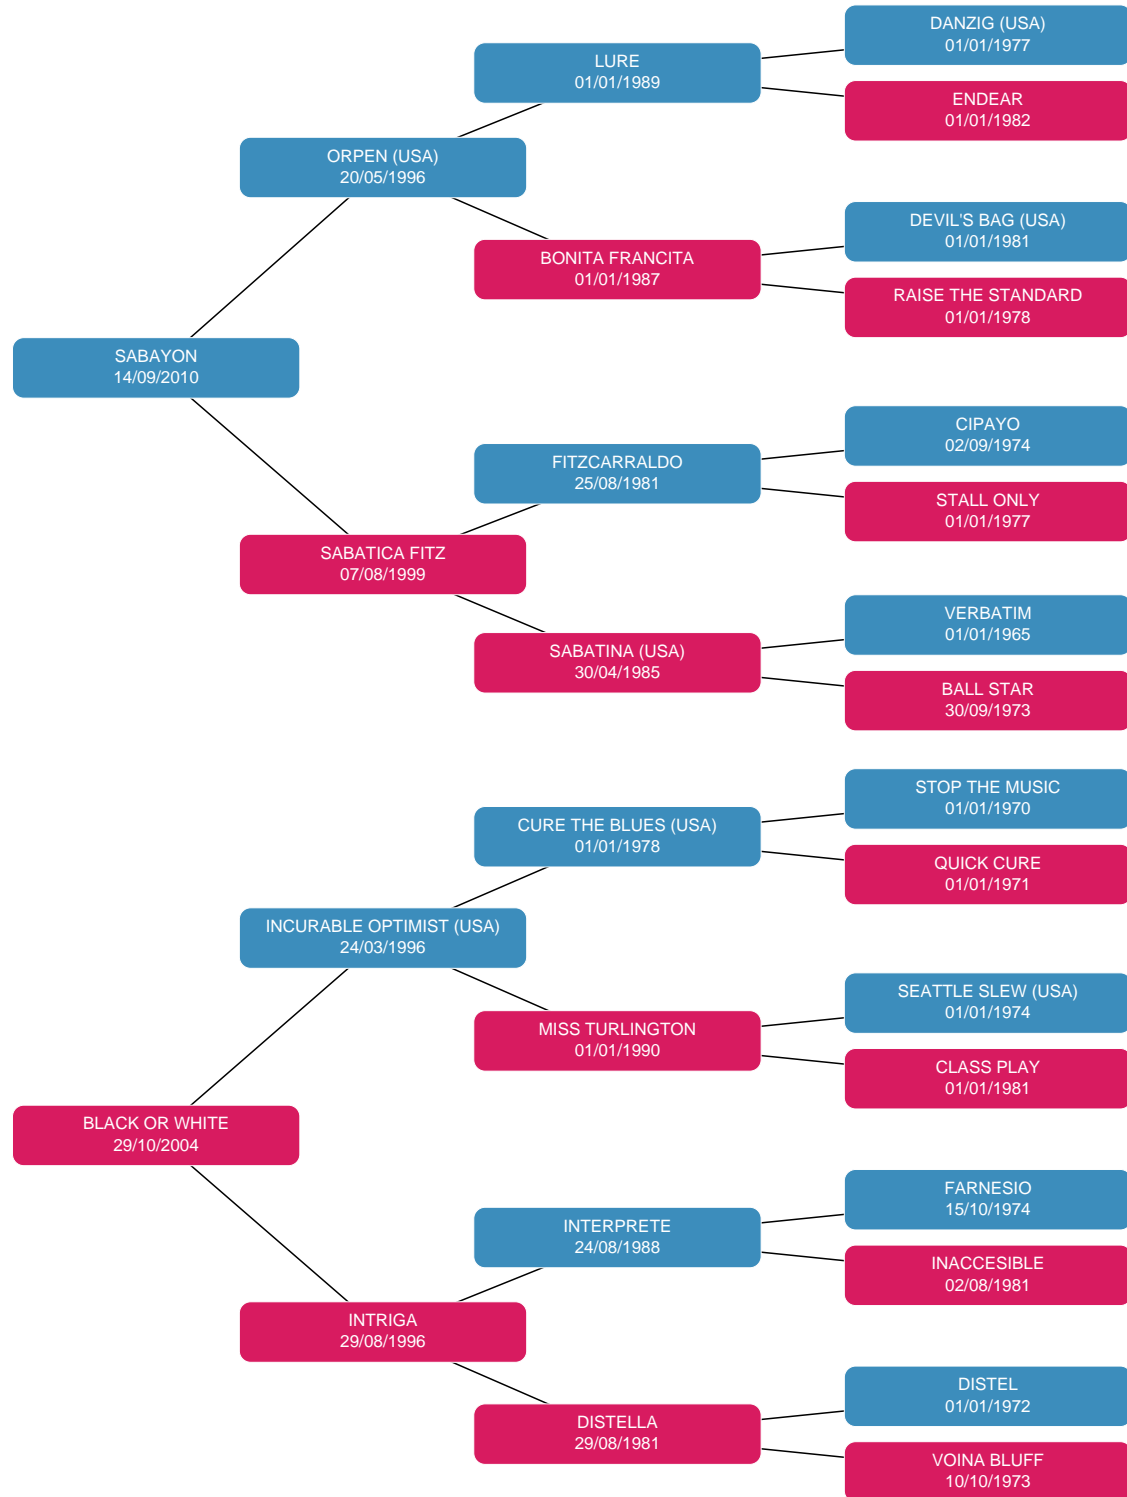 DANZIG (USA)
01/01/1977
LURE
01/01/1989
ENDEAR
01/01/1982
ORPEN (USA)
20/05/1996
DEVIL'S BAG (USA)
01/01/1981
BONITA FRANCITA
01/01/1987
RAISE THE STANDARD
01/01/1978
SABAYON
14/09/2010
CIPAYO
02/09/1974
FITZCARRALDO
25/08/1981
STALL ONLY
01/01/1977
SABATICA FITZ
07/08/1999
VERBATIM
01/01/1965
SABATINA (USA)
30/04/1985
BALL STAR
30/09/1973
STOP THE MUSIC
01/01/1970
CURE THE BLUES (USA)
01/01/1978
QUICK CURE
01/01/1971
INCURABLE OPTIMIST (USA)
24/03/1996
SEATTLE SLEW (USA)
01/01/1974
MISS TURLINGTON
01/01/1990
CLASS PLAY
01/01/1981
BLACK OR WHITE
29/10/2004
FARNESIO
15/10/1974
INTERPRETE
24/08/1988
INACCESIBLE
02/08/1981
INTRIGA
29/08/1996
DISTEL
01/01/1972
DISTELLA
29/08/1981
VOINA BLUFF
10/10/1973